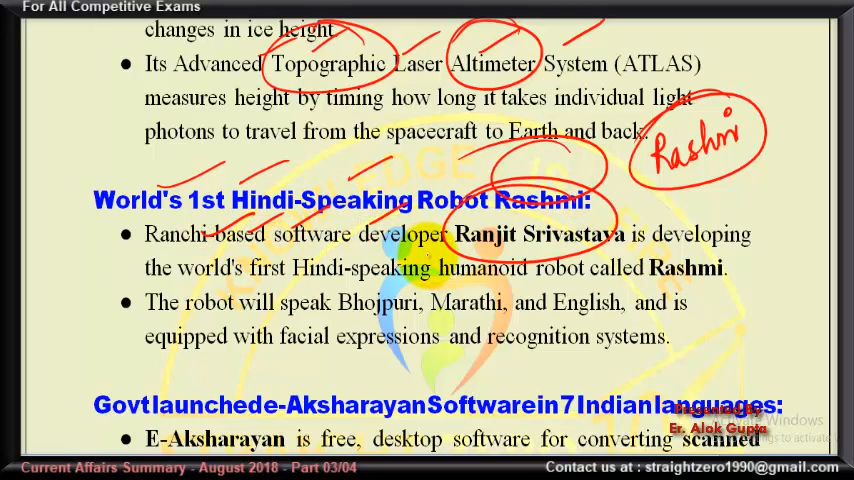 For All Competitive Exams
changes in ice height.
● Its Advanced Topographic Laser Altimeter System (ATLAS)
measures height by timing how long it takes individual light
photons to travel from the spacecraft to Earth and back.
Rashmi
World's 1st Hindi-Speaking Robot Rashmi:
● Ranchi-based software developer Ranjit Srivastava is developing
the world's first Hindi-speaking humanoid robot called Rashmi.
● The robot will speak Bhojpuri, Marathi, and English, and is
equipped with facial expressions and recognition systems.
Govt launched e-Aksharayan Software in 7 Indian languages:
Presented By
Er. Alok Gupta
Activate Windows
● E-Aksharayan is free, desktop software for converting scanned
Current Affairs Summary - August 2018 - Part 03/04
Contact us at : straightzero1990@gmail.com